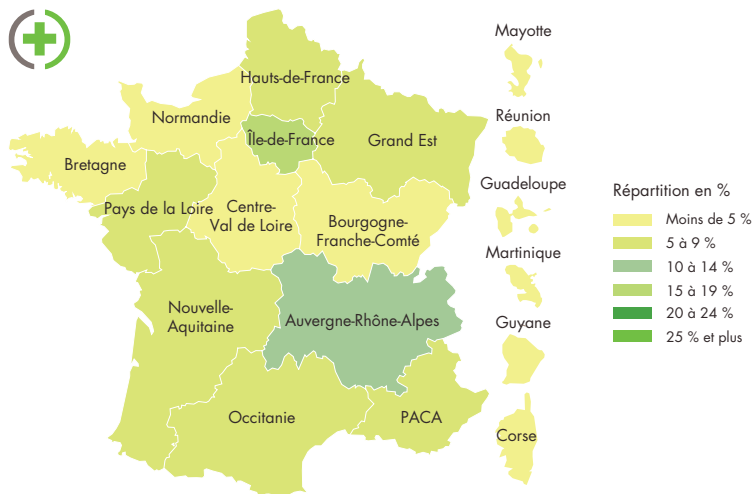 Mayotte
Hauts-de-France
Normandie
Réunion
Île-de-France
Grand Est
Bretagne
Guadeloupe
Répartition en %
Pays de la Loire
Centre-
Val de Loire
Bourgogne-
Franche-Comté
Moins de 5 %
5 à 9 %
Martinique
10 à 14 %
15 à 19 %
Nouvelle-
Aquitaine
20 à 24 %
Auvergne-Rhône-Alpes
Guyane
25 % et plus
Occitanie
PACA
Corse